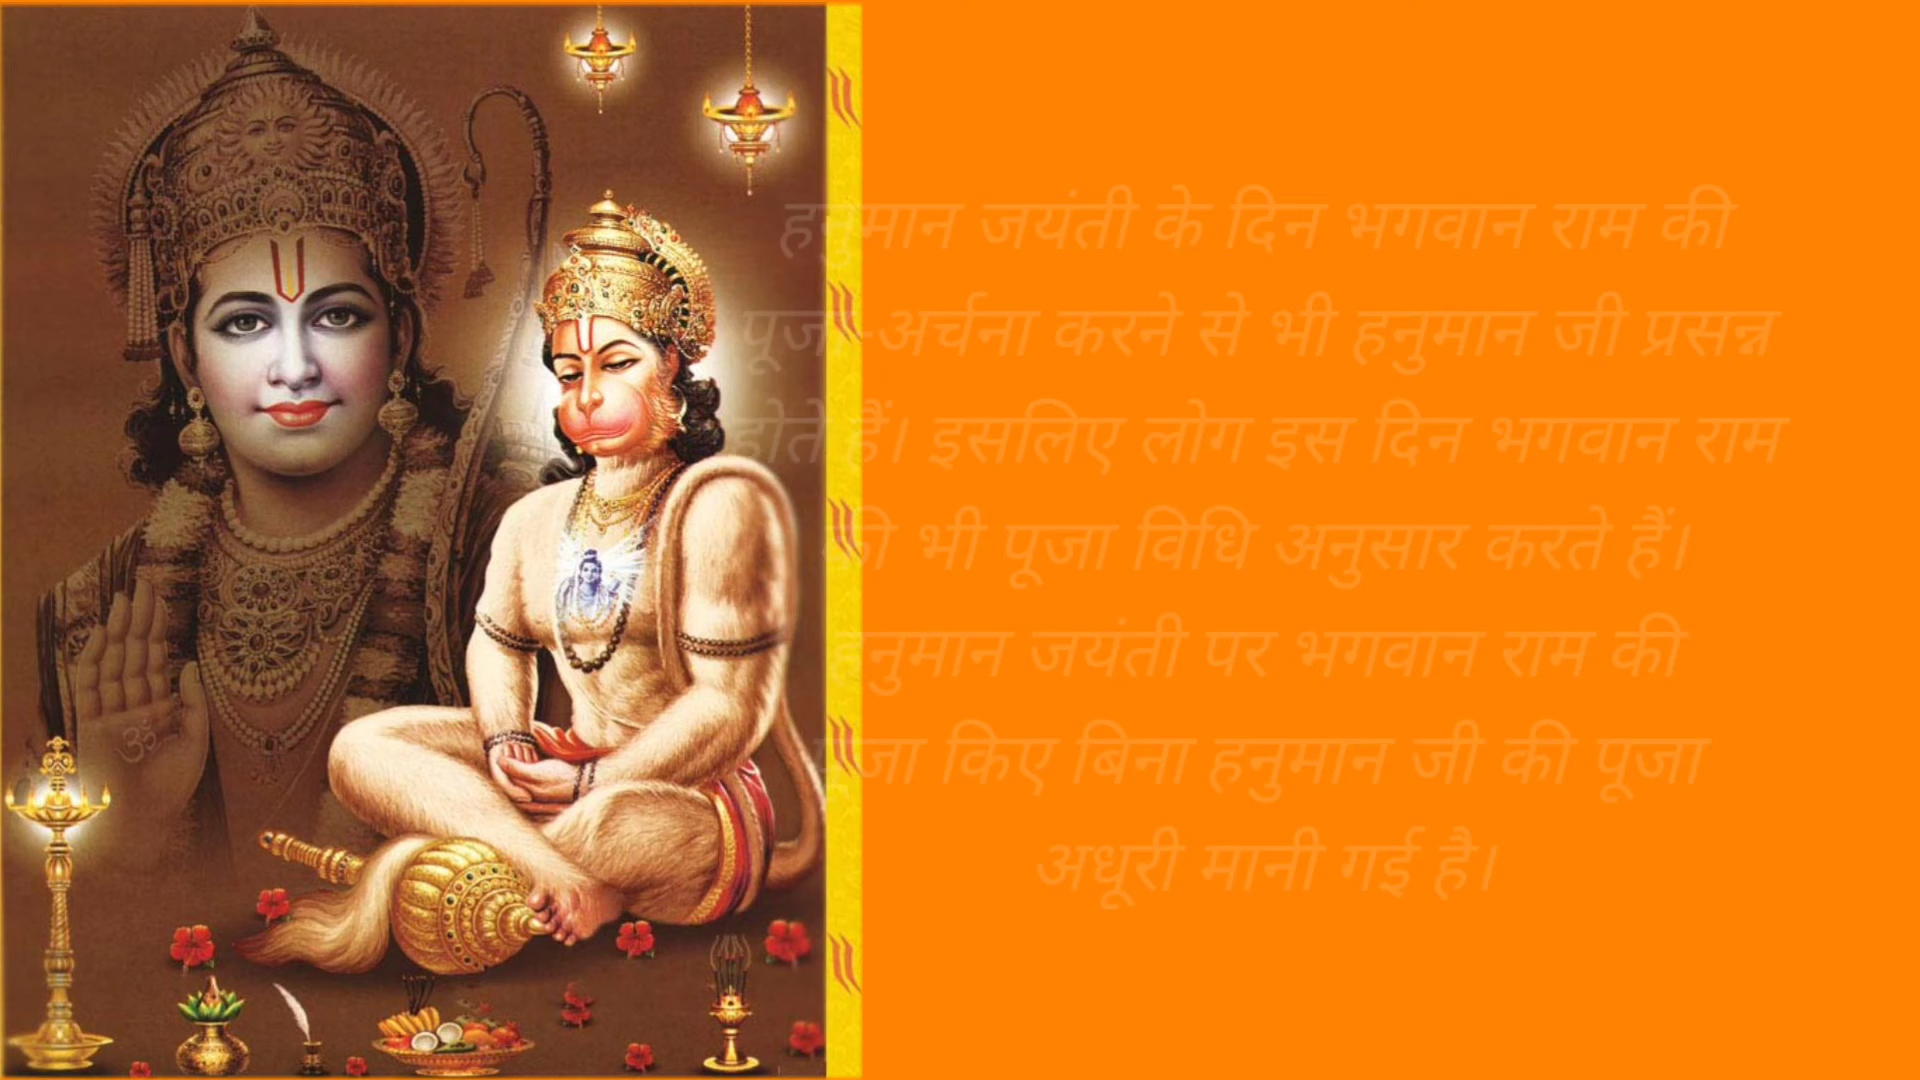 हनुमान जयंती के दिन भगवान राम की
पूजा-अर्चना करने से भी हनुमान जी प्रसन्न
होते हैं। इसलिए लोग इस दिन भगवान राम
की भी पूजा विधि अनुसार करते हैं।
हनुमान जयंती पर भगवान राम की
पूजा किए बिना हनुमान जी की पूजा
अधूरी मानी गई है।
ॐ